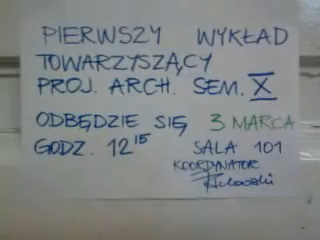 PIERWSZY WYKŁAD
TOWARZYSZĄCY
PROJ. ARCH. SEM. X
ODBĘDZIE SIĘ 3 MARCA
GODZ. 12¹⁵ SALA 101
KOORDYNATOR